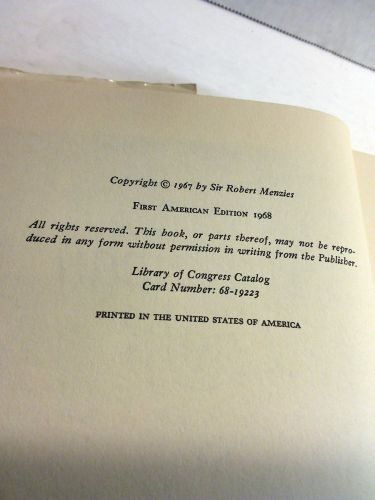 Copyright © 1967 by Sir Robert Menzies
FIRST AMERICAN EDITION 1968
All rights reserved. This book, or parts thereof, may not be repro-
duced in any form without permission in writing from the Publisher.
Library of Congress Catalog
Card Number: 68-19223
PRINTED IN THE UNITED STATES OF AMERICA